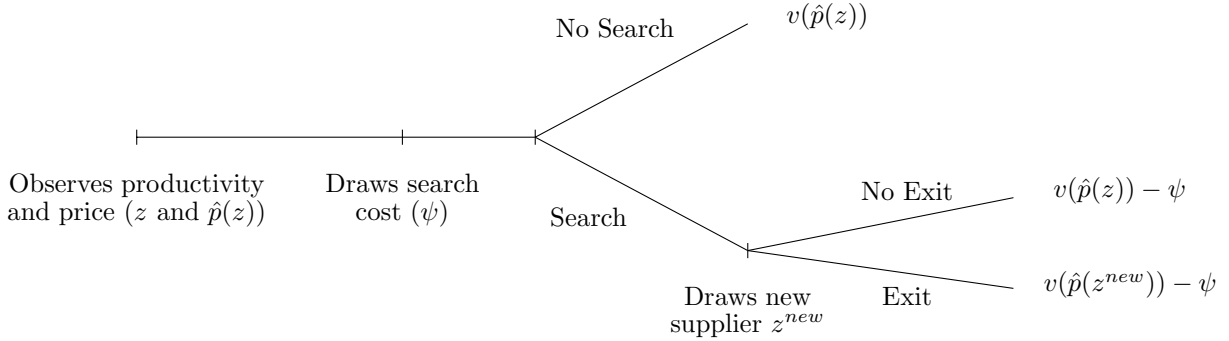 No Search
v(p̂(z))
Observes productivity
and price (z and p̂(z))
Draws search
cost (ψ)
Search
No Exit
v(p̂(z)) − ψ
Draws new
supplier z^{new}
Exit
v(p̂(z^{new})) − ψ